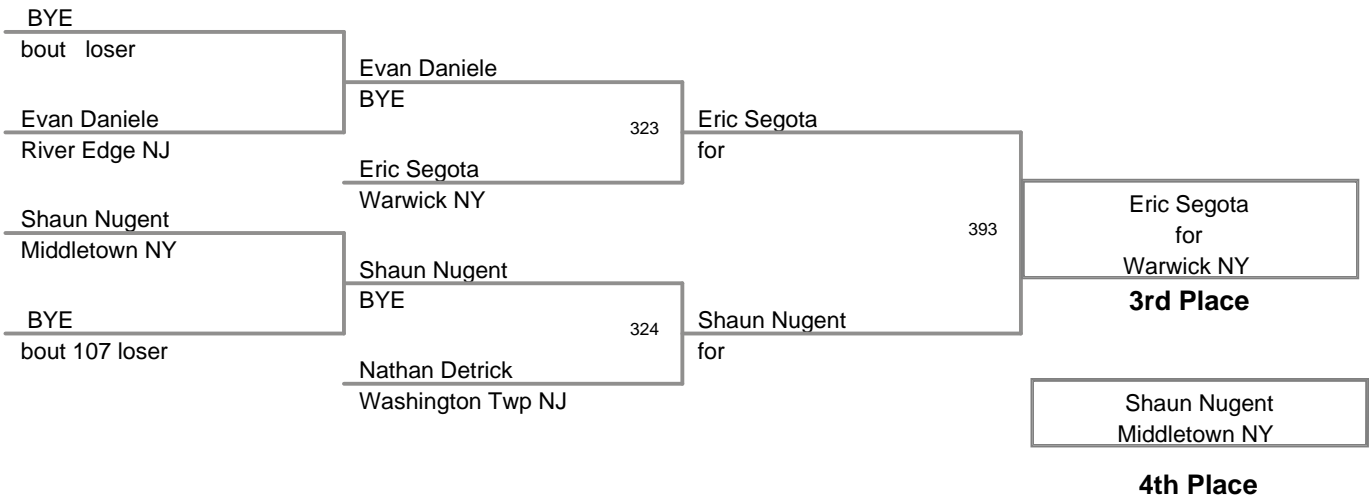 BYE
bout loser
Evan Daniele
River Edge NJ
Shaun Nugent
Middletown NY
BYE
bout 107 loser
Evan Daniele
BYE
323
Eric Segota
Warwick NY
Shaun Nugent
BYE
324
Nathan Detrick
Washington Twp NJ
Eric Segota
for
393
Shaun Nugent
for
Eric Segota
for
Warwick NY
3rd Place
Shaun Nugent
Middletown NY
4th Place